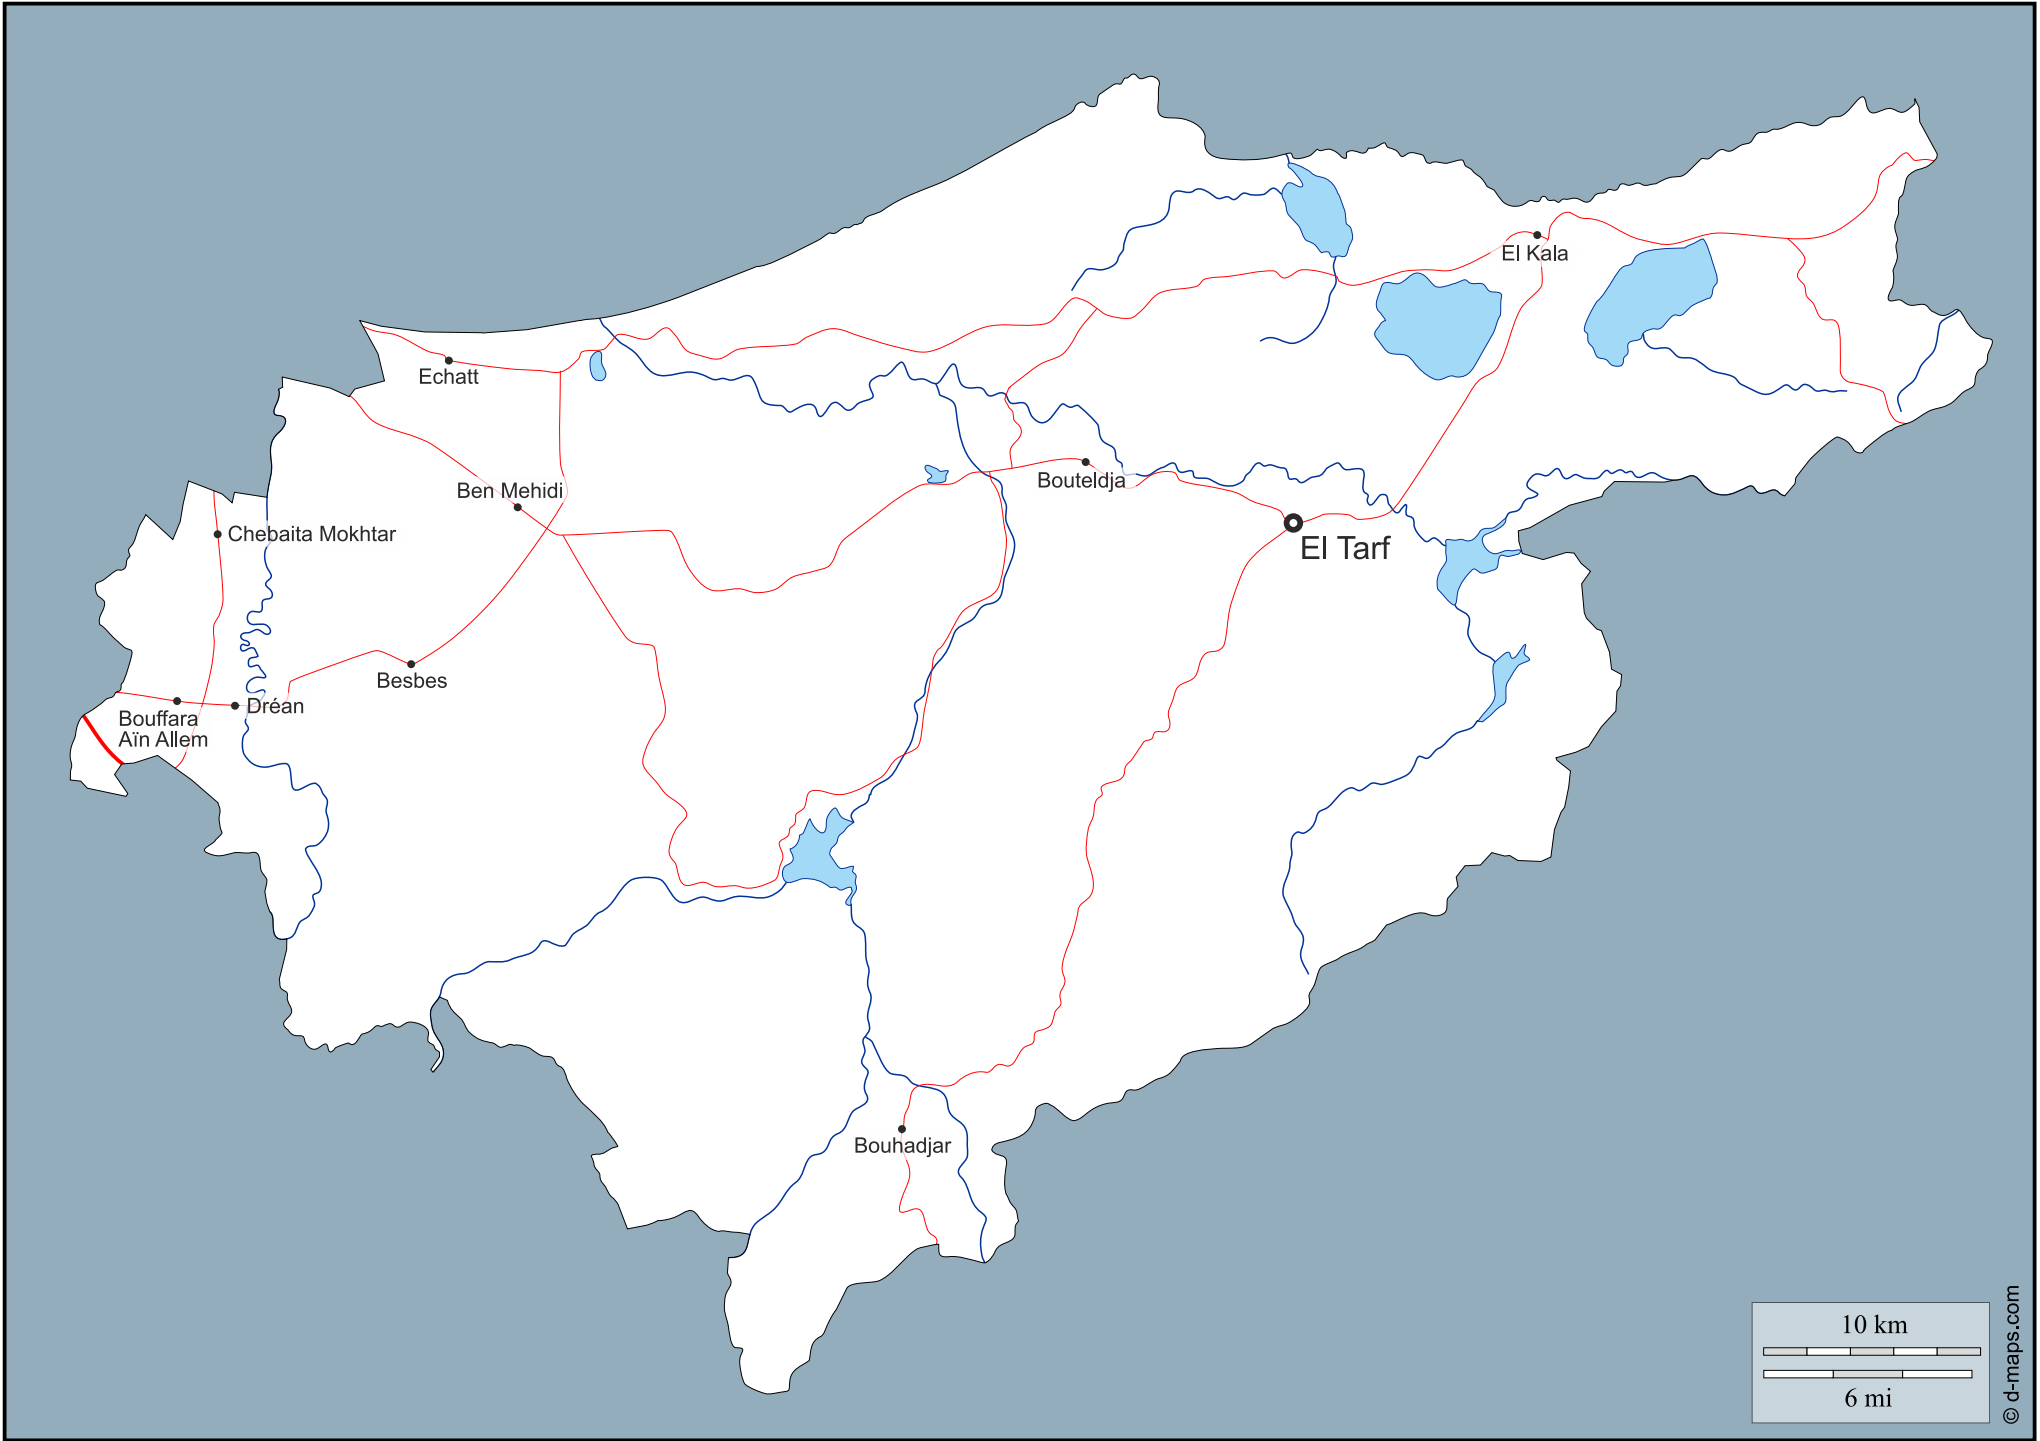 El Kala
Echatt
Bouteldja
Ben Mehidi
Chebaita Mokhtar
El Tarf
Besbes
Dréan
Bouffara
Aïn Allem
Bouhadjar
10 km
6 mi
© d-maps.com